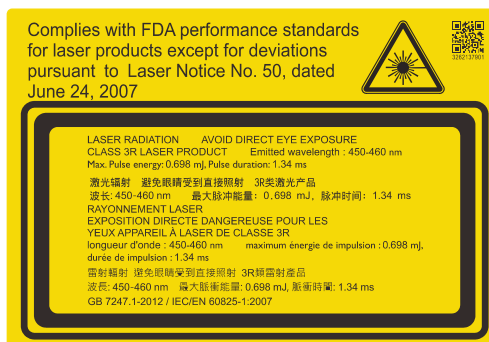 Complies with FDA performance standards
for laser products except for deviations
pursuant to Laser Notice No. 50, dated
June 24, 2007
3262137901
LASER RADIATION AVOID DIRECT EYE EXPOSURE
CLASS 3R LASER PRODUCT Emitted wavelength : 450-460 nm
Max. Pulse energy: 0.698 mJ, Pulse duration: 1.34 ms
激光辐射 避免眼睛受到直接照射 3R类激光产品
波长: 450-460 nm 最大脉冲能量: 0.698 mJ, 脉冲时间: 1.34 ms
RAYONNEMENT LASER
EXPOSITION DIRECTE DANGEREUSE POUR LES
YEUX APPAREIL À LASER DE CLASSE 3R
longueur d'onde : 450-460 nm maximum énergie de impulsion : 0.698 mJ,
durée de impulsion : 1.34 ms
雷射輻射 避免眼睛受到直接照射 3R類雷射產品
波長: 450-460 nm 最大脈衝能量: 0.698 mJ, 脈衝時間: 1.34 ms
GB 7247.1-2012 / IEC/EN 60825-1:2007